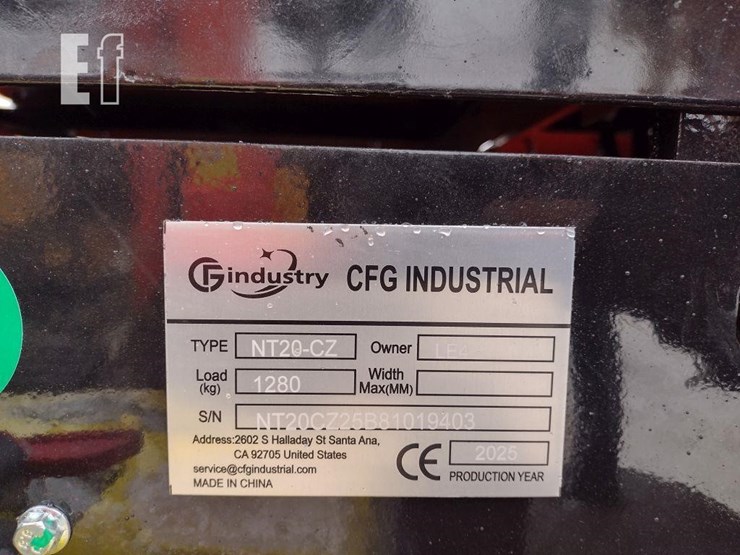 Ef
CFindustry CFG INDUSTRIAL
TYPE NT20-CZ Owner
Load (kg) 1280 Width Max(MM)
S/N NT20CZ25B81019403
Address:2602 S Halladay St Santa Ana,
CA 92705 United States
service@cfgindustrial.com
MADE IN CHINA
CE 2025
PRODUCTION YEAR